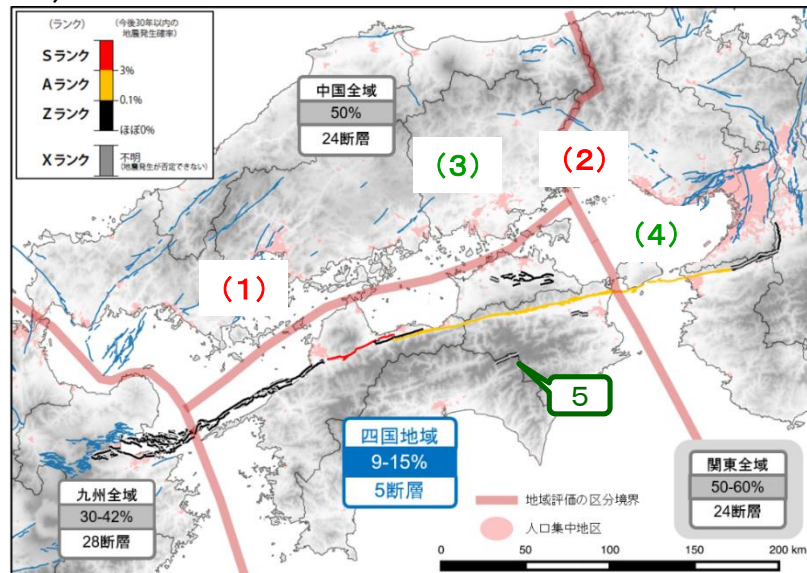 (ランク)
(今後30年以内の
地震発生確率)
Sランク
3%
Aランク
0.1%
Zランク
ほぼ0%
Xランク
不明
(地震発生が否定できない)
中国全域
50%
24断層
(3)
(2)
(4)
(1)
5
四国地域
9-15%
5断層
九州全域
30-42%
28断層
関東全域
50-60%
24断層
地域評価の区分境界
人口集中地区
0 50 100 150 200 km